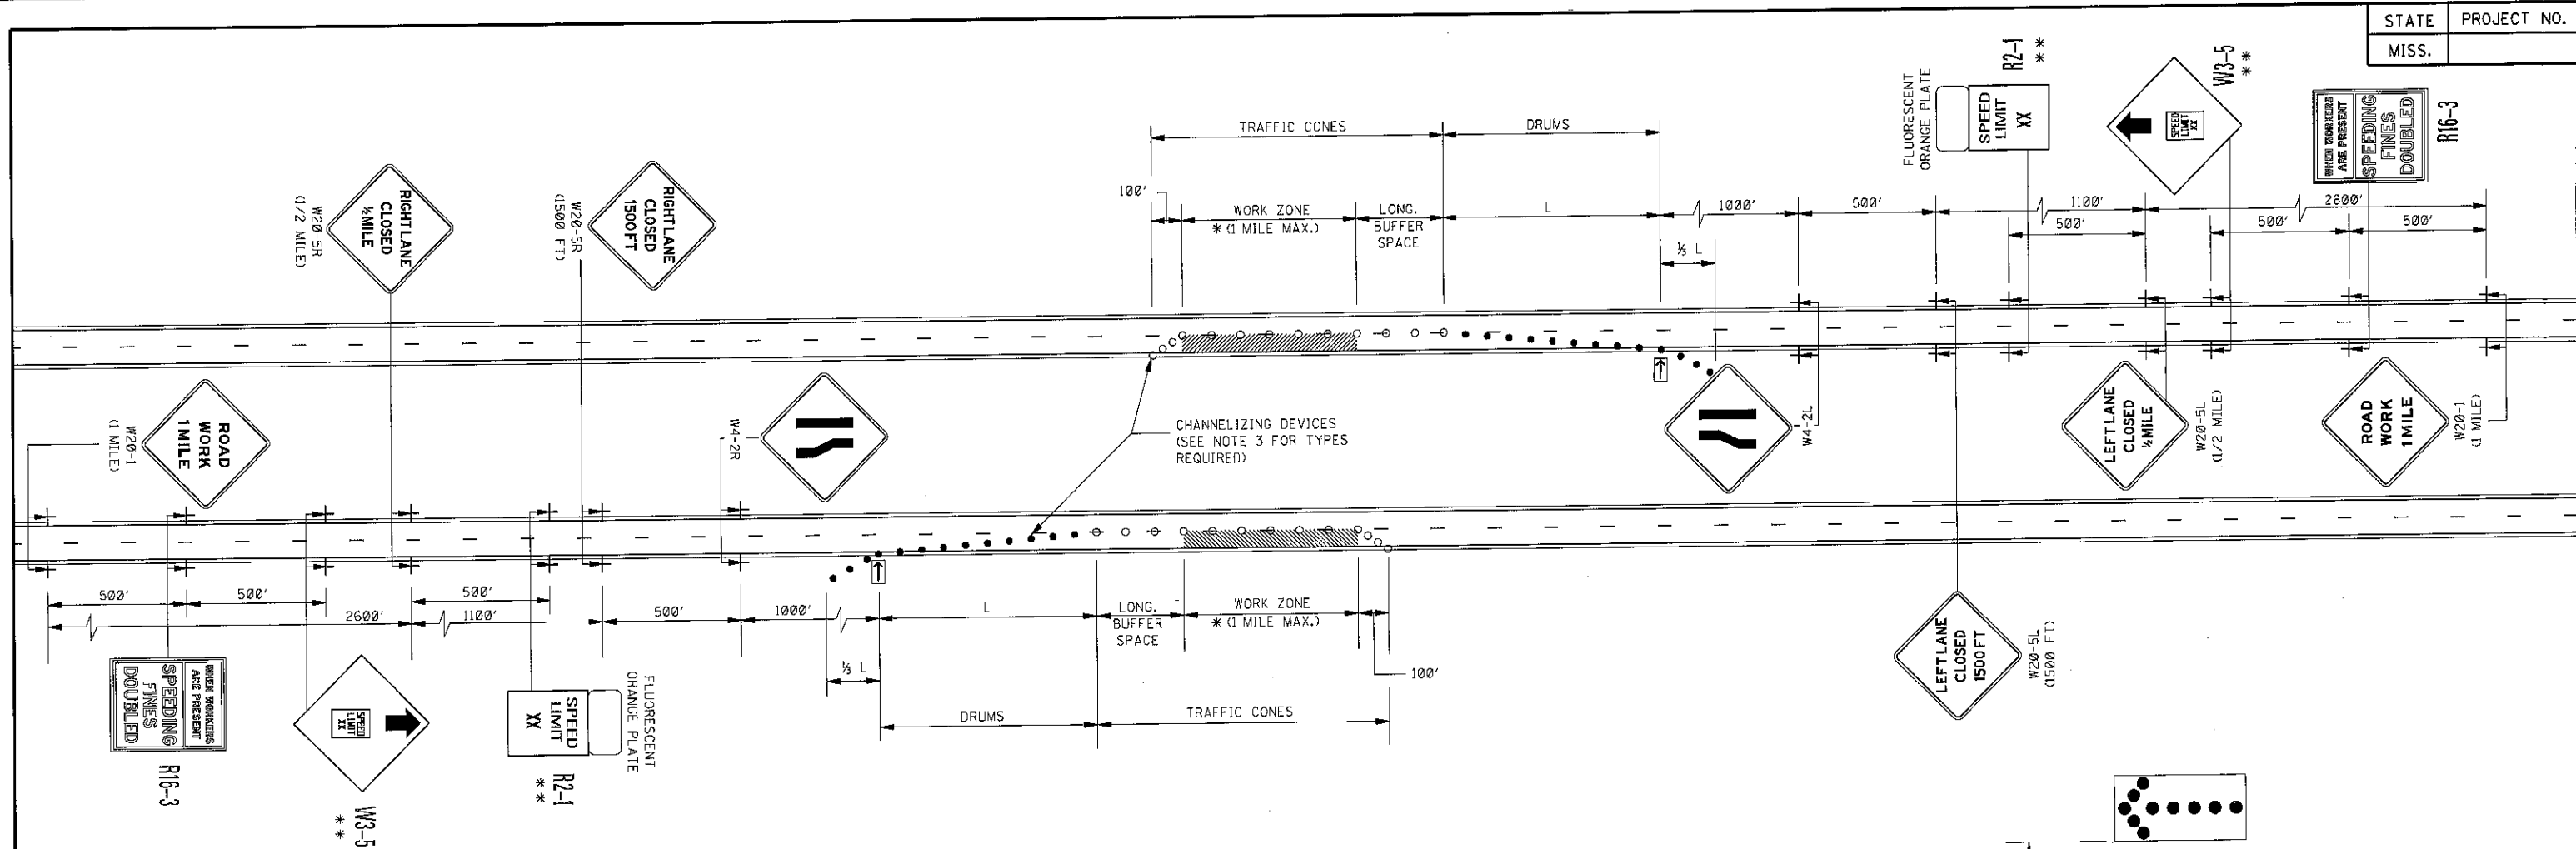 STATE PROJECT NO.
MISS.
FLUORESCENT
ORANGE PLATE
SPEED
LIMIT
XX
R2-1
**
SPEED
LIMIT
XX
W3-5
**
WHEN WORKERS
ARE PRESENT
SPEEDING
FINES
DOUBLED
R16-3
TRAFFIC CONES
DRUMS
100'
WORK ZONE
* (1 MILE MAX.)
LONG.
BUFFER
SPACE
L
1000'
500'
1100'
2600'
500'
500'
500'
⅓ L
W20-5R
(1/2 MILE)
RIGHT LANE
CLOSED
½ MILE
W20-5R
(1500 FT)
RIGHT LANE
CLOSED
1500 FT
W20-1
(1 MILE)
ROAD
WORK
1 MILE
W4-2R
CHANNELIZING DEVICES
(SEE NOTE 3 FOR TYPES
REQUIRED)
W4-2L
LEFT LANE
CLOSED
½ MILE
W20-5L
(1/2 MILE)
ROAD
WORK
1 MILE
W20-1
(1 MILE)
500'
500'
500'
2600'
1100'
500'
1000'
L
LONG.
BUFFER
SPACE
WORK ZONE
* (1 MILE MAX.)
⅓ L
100'
DRUMS
TRAFFIC CONES
WHEN WORKERS
ARE PRESENT
SPEEDING
FINES
DOUBLED
R16-3
SPEED
LIMIT
XX
W3-5
**
SPEED
LIMIT
XX
R2-1
**
FLUORESCENT
ORANGE PLATE
LEFT LANE
CLOSED
1500 FT
W20-5L
(1500 FT)